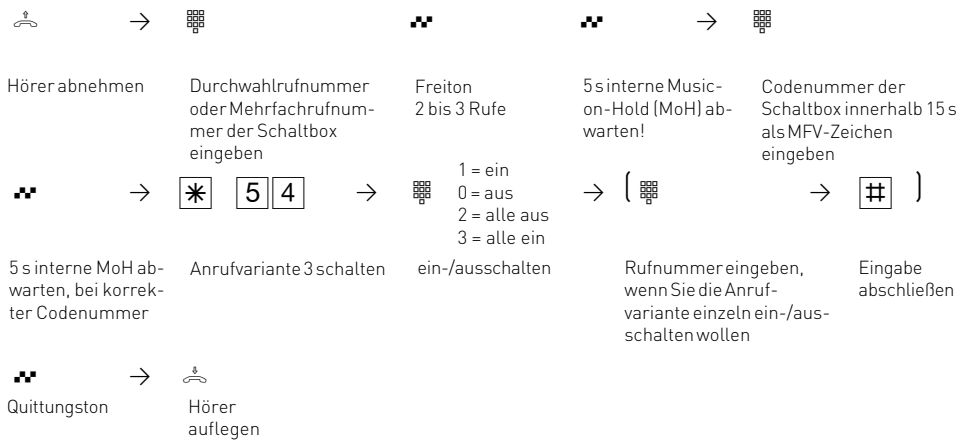 Hörer abnehmen
Durchwahlrufnummer
oder Mehrfachrufnum-
mer der Schaltbox
eingeben
Freiton
2 bis 3 Rufe
5 s interne Music-
on-Hold (MoH) ab-
warten!
Codenummer der
Schaltbox innerhalb 15 s
als MFV-Zeichen
eingeben
* 5 4
1 = ein
0 = aus
2 = alle aus
3 = alle ein
( # )
5 s interne MoH ab-
warten, bei korrek-
ter Codenummer
Anrufvariante 3 schalten
ein-/ausschalten
Rufnummer eingeben,
wenn Sie die Anruf-
variante einzeln ein-/aus-
schalten wollen
Eingabe
abschließen
Quittungston
Hörer
auflegen